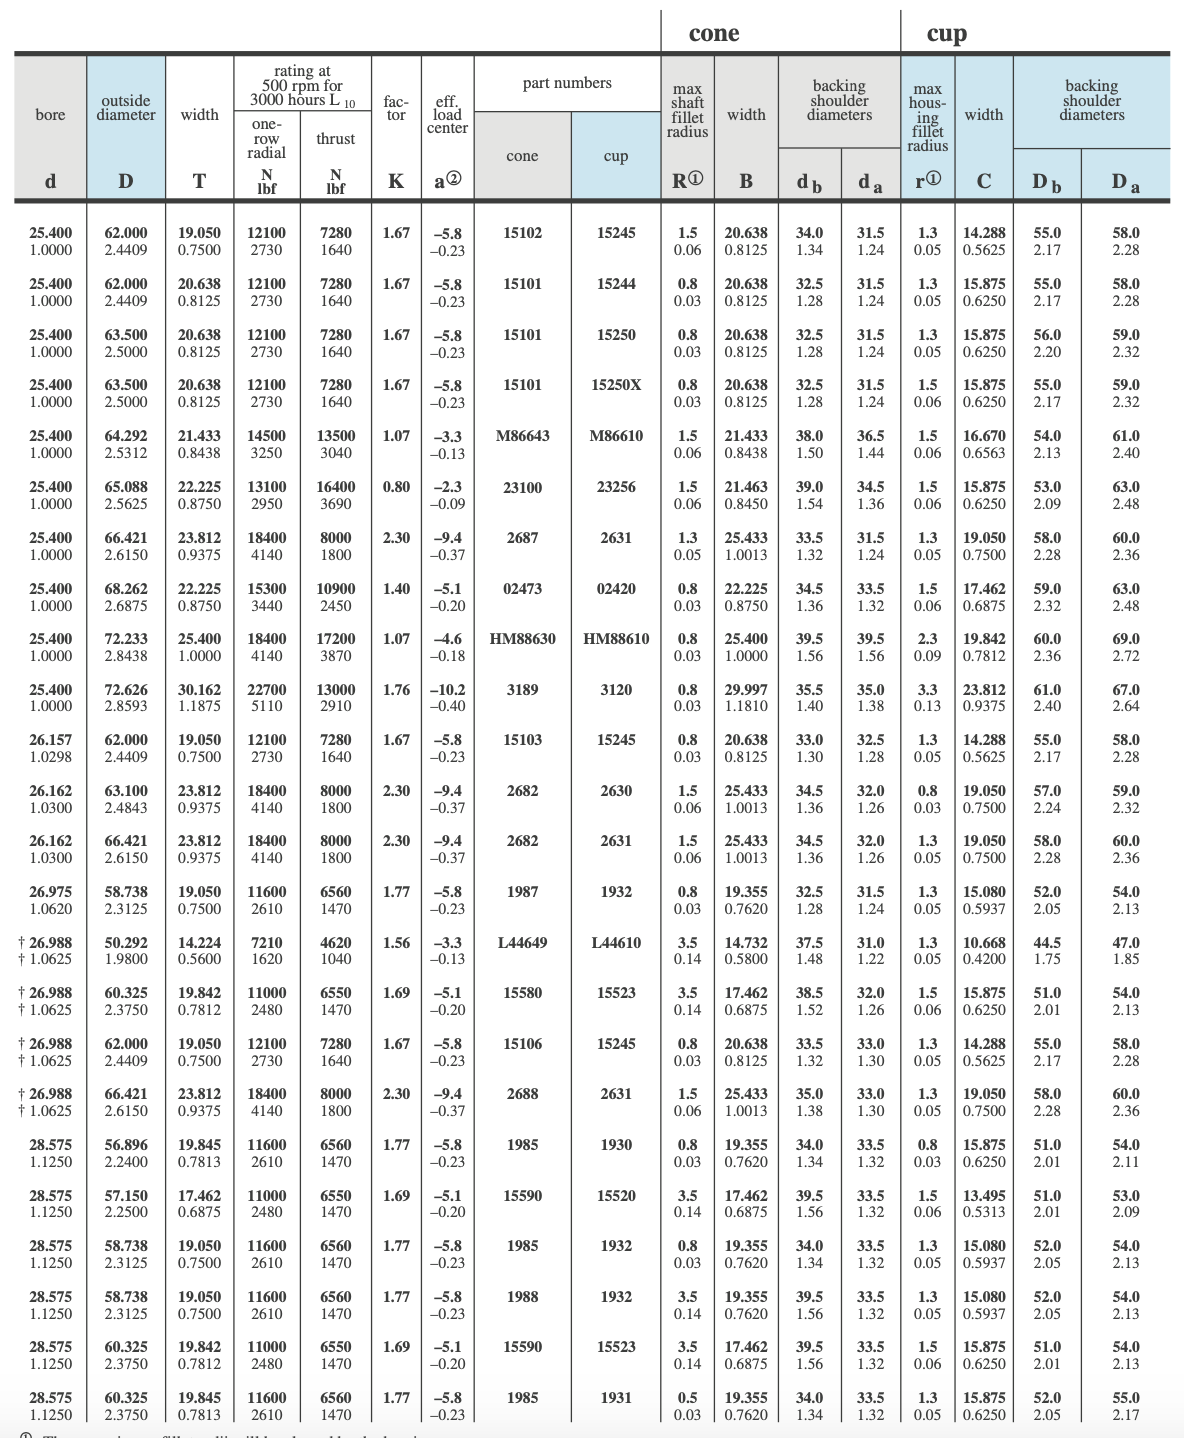 cone cup
bore outside diameter width rating at 500 rpm for 3000 hours L 10 fac-tor eff. load center part numbers max shaft fillet radius width backing shoulder diameters max hous-ing fillet radius width backing shoulder diameters
one-row radial thrust cone cup
d D T N lbf N lbf K a② R① B d b d a r① C D b D a
25.400 62.000 19.050 12100 7280 1.67 –5.8 15102 15245 1.5 20.638 34.0 31.5 1.3 14.288 55.0 58.0
1.0000 2.4409 0.7500 2730 1640 –0.23 0.06 0.8125 1.34 1.24 0.05 0.5625 2.17 2.28
25.400 62.000 20.638 12100 7280 1.67 –5.8 15101 15244 0.8 20.638 32.5 31.5 1.3 15.875 55.0 58.0
1.0000 2.4409 0.8125 2730 1640 –0.23 0.03 0.8125 1.28 1.24 0.05 0.6250 2.17 2.28
25.400 63.500 20.638 12100 7280 1.67 –5.8 15101 15250 0.8 20.638 32.5 31.5 1.3 15.875 56.0 59.0
1.0000 2.5000 0.8125 2730 1640 –0.23 0.03 0.8125 1.28 1.24 0.05 0.6250 2.20 2.32
25.400 63.500 20.638 12100 7280 1.67 –5.8 15101 15250X 0.8 20.638 32.5 31.5 1.5 15.875 55.0 59.0
1.0000 2.5000 0.8125 2730 1640 –0.23 0.03 0.8125 1.28 1.24 0.06 0.6250 2.17 2.32
25.400 64.292 21.433 14500 13500 1.07 –3.3 M86643 M86610 1.5 21.433 38.0 36.5 1.5 16.670 54.0 61.0
1.0000 2.5312 0.8438 3250 3040 –0.13 0.06 0.8438 1.50 1.44 0.06 0.6563 2.13 2.40
25.400 65.088 22.225 13100 16400 0.80 –2.3 23100 23256 1.5 21.463 39.0 34.5 1.5 15.875 53.0 63.0
1.0000 2.5625 0.8750 2950 3690 –0.09 0.06 0.8450 1.54 1.36 0.06 0.6250 2.09 2.48
25.400 66.421 23.812 18400 8000 2.30 –9.4 2687 2631 1.3 25.433 33.5 31.5 1.3 19.050 58.0 60.0
1.0000 2.6150 0.9375 4140 1800 –0.37 0.05 1.0013 1.32 1.24 0.05 0.7500 2.28 2.36
25.400 68.262 22.225 15300 10900 1.40 –5.1 02473 02420 0.8 22.225 34.5 33.5 1.5 17.462 59.0 63.0
1.0000 2.6875 0.8750 3440 2450 –0.20 0.03 0.8750 1.36 1.32 0.06 0.6875 2.32 2.48
25.400 72.233 25.400 18400 17200 1.07 –4.6 HM88630 HM88610 0.8 25.400 39.5 39.5 2.3 19.842 60.0 69.0
1.0000 2.8438 1.0000 4140 3870 –0.18 0.03 1.0000 1.56 1.56 0.09 0.7812 2.36 2.72
25.400 72.626 30.162 22700 13000 1.76 –10.2 3189 3120 0.8 29.997 35.5 35.0 3.3 23.812 61.0 67.0
1.0000 2.8593 1.1875 5110 2910 –0.40 0.03 1.1810 1.40 1.38 0.13 0.9375 2.40 2.64
26.157 62.000 19.050 12100 7280 1.67 –5.8 15103 15245 0.8 20.638 33.0 32.5 1.3 14.288 55.0 58.0
1.0298 2.4409 0.7500 2730 1640 –0.23 0.03 0.8125 1.30 1.28 0.05 0.5625 2.17 2.28
26.162 63.100 23.812 18400 8000 2.30 –9.4 2682 2630 1.5 25.433 34.5 32.0 0.8 19.050 57.0 59.0
1.0300 2.4843 0.9375 4140 1800 –0.37 0.06 1.0013 1.36 1.26 0.03 0.7500 2.24 2.32
26.162 66.421 23.812 18400 8000 2.30 –9.4 2682 2631 1.5 25.433 34.5 32.0 1.3 19.050 58.0 60.0
1.0300 2.6150 0.9375 4140 1800 –0.37 0.06 1.0013 1.36 1.26 0.05 0.7500 2.28 2.36
26.975 58.738 19.050 11600 6560 1.77 –5.8 1987 1932 0.8 19.355 32.5 31.5 1.3 15.080 52.0 54.0
1.0620 2.3125 0.7500 2610 1470 –0.23 0.03 0.7620 1.28 1.24 0.05 0.5937 2.05 2.13
† 26.988 50.292 14.224 7210 4620 1.56 –3.3 L44649 L44610 3.5 14.732 37.5 31.0 1.3 10.668 44.5 47.0
† 1.0625 1.9800 0.5600 1620 1040 –0.13 0.14 0.5800 1.48 1.22 0.05 0.4200 1.75 1.85
† 26.988 60.325 19.842 11000 6550 1.69 –5.1 15580 15523 3.5 17.462 38.5 32.0 1.5 15.875 51.0 54.0
† 1.0625 2.3750 0.7812 2480 1470 –0.20 0.14 0.6875 1.52 1.26 0.06 0.6250 2.01 2.13
† 26.988 62.000 19.050 12100 7280 1.67 –5.8 15106 15245 0.8 20.638 33.5 33.0 1.3 14.288 55.0 58.0
† 1.0625 2.4409 0.7500 2730 1640 –0.23 0.03 0.8125 1.32 1.30 0.05 0.5625 2.17 2.28
† 26.988 66.421 23.812 18400 8000 2.30 –9.4 2688 2631 1.5 25.433 35.0 33.0 1.3 19.050 58.0 60.0
† 1.0625 2.6150 0.9375 4140 1800 –0.37 0.06 1.0013 1.38 1.30 0.05 0.7500 2.28 2.36
28.575 56.896 19.845 11600 6560 1.77 –5.8 1985 1930 0.8 19.355 34.0 33.5 0.8 15.875 51.0 54.0
1.1250 2.2400 0.7813 2610 1470 –0.23 0.03 0.7620 1.34 1.32 0.03 0.6250 2.01 2.11
28.575 57.150 17.462 11000 6550 1.69 –5.1 15590 15520 3.5 17.462 39.5 33.5 1.5 13.495 51.0 53.0
1.1250 2.2500 0.6875 2480 1470 –0.20 0.14 0.6875 1.56 1.32 0.06 0.5313 2.01 2.09
28.575 58.738 19.050 11600 6560 1.77 –5.8 1985 1932 0.8 19.355 34.0 33.5 1.3 15.080 52.0 54.0
1.1250 2.3125 0.7500 2610 1470 –0.23 0.03 0.7620 1.34 1.32 0.05 0.5937 2.05 2.13
28.575 58.738 19.050 11600 6560 1.77 –5.8 1988 1932 3.5 19.355 39.5 33.5 1.3 15.080 52.0 54.0
1.1250 2.3125 0.7500 2610 1470 –0.23 0.14 0.7620 1.56 1.32 0.05 0.5937 2.05 2.13
28.575 60.325 19.842 11000 6550 1.69 –5.1 15590 15523 3.5 17.462 39.5 33.5 1.5 15.875 51.0 54.0
1.1250 2.3750 0.7812 2480 1470 –0.20 0.14 0.6875 1.56 1.32 0.06 0.6250 2.01 2.13
28.575 60.325 19.845 11600 6560 1.77 –5.8 1985 1931 0.5 19.355 34.0 33.5 1.3 15.875 52.0 55.0
1.1250 2.3750 0.7813 2610 1470 –0.23 0.03 0.7620 1.34 1.32 0.05 0.6250 2.05 2.17